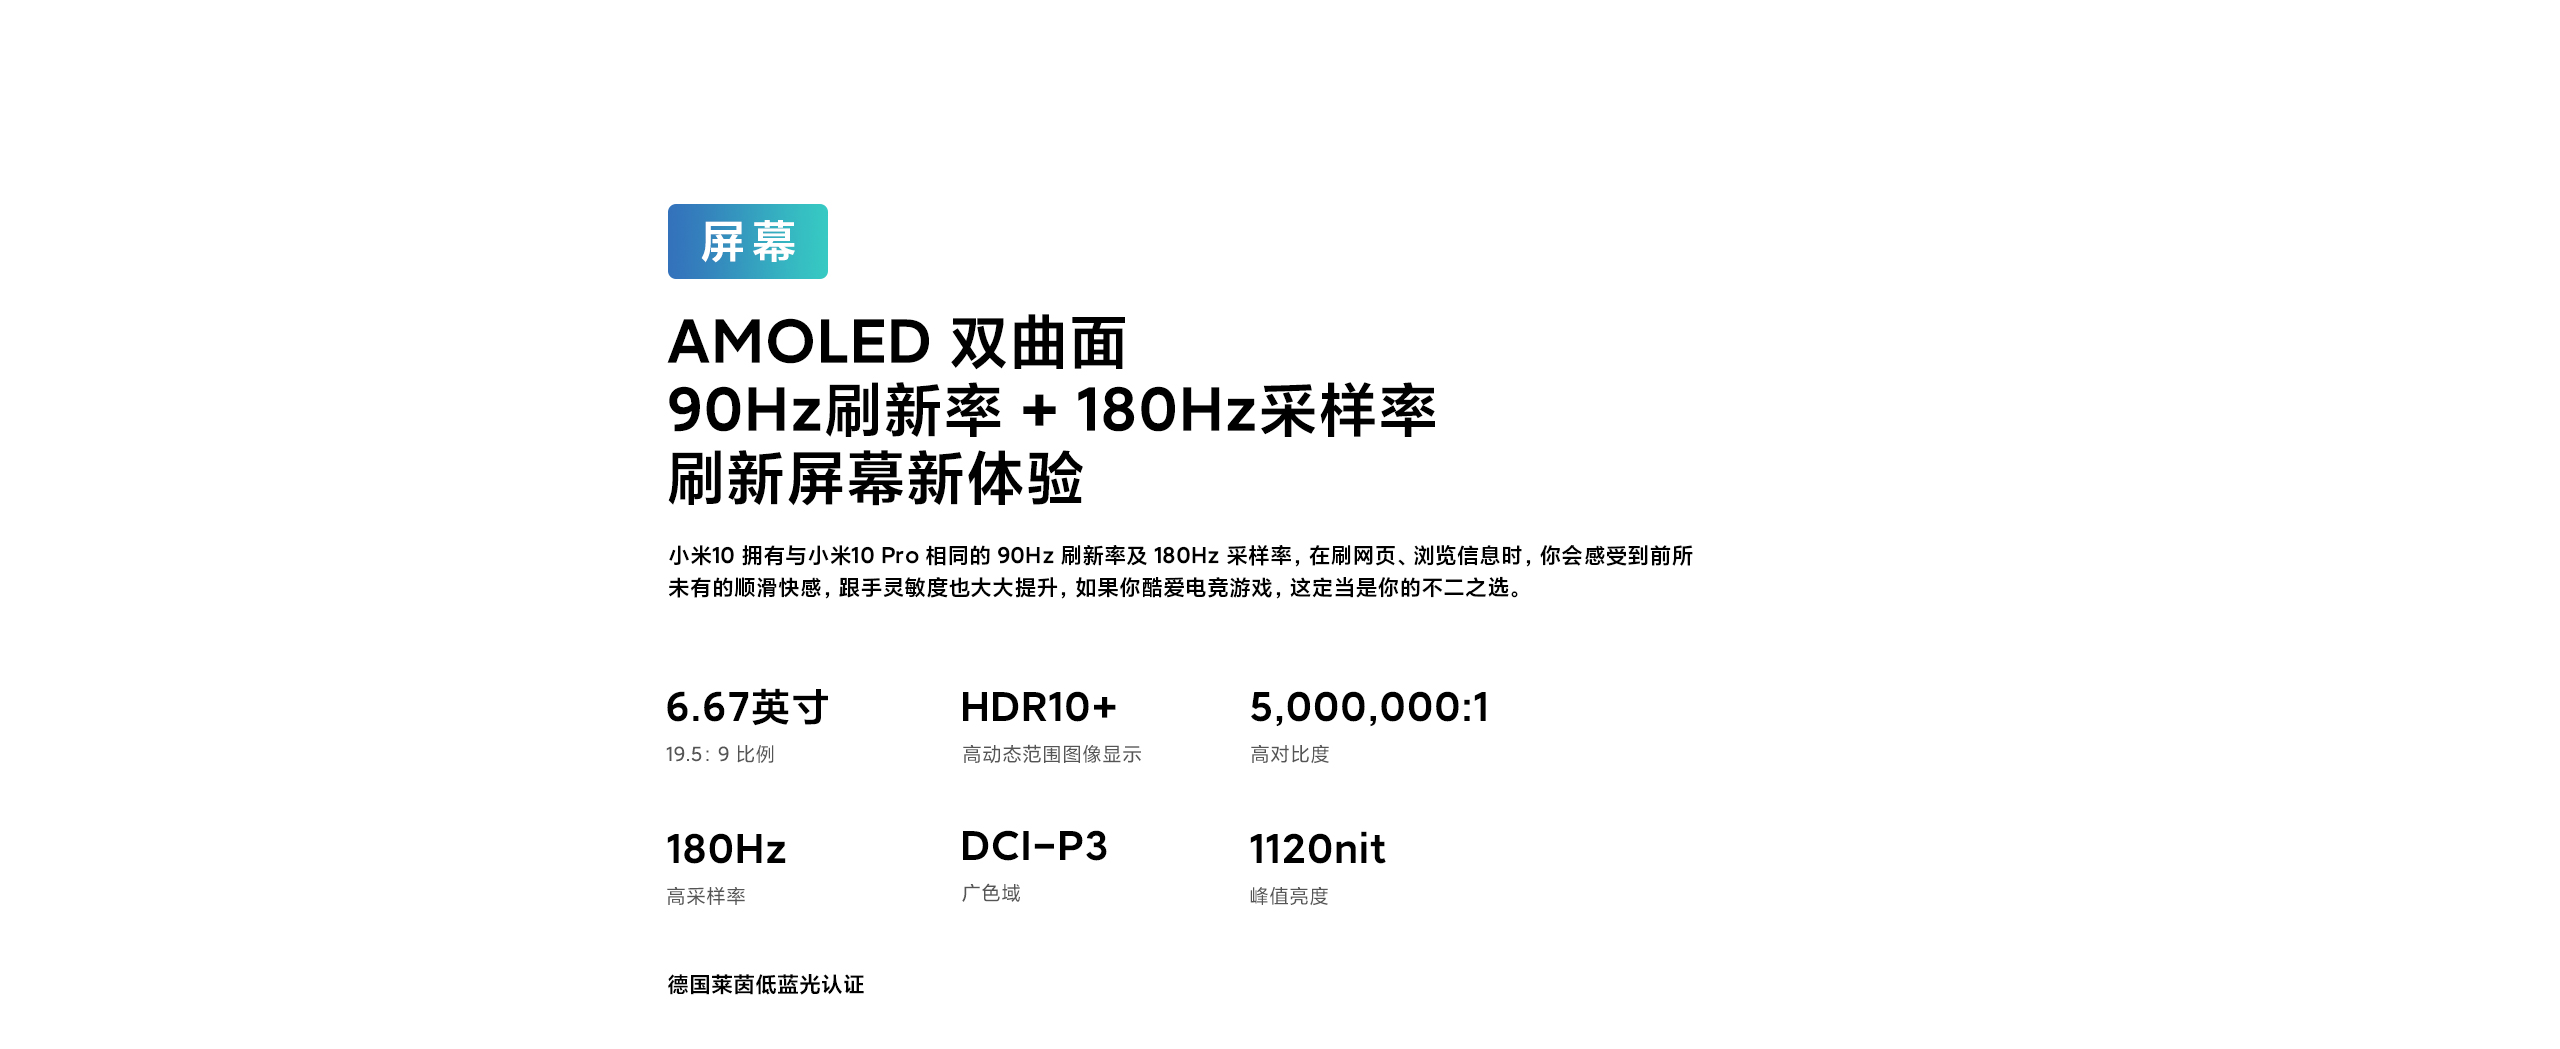 屏幕
AMOLED 双曲面
90Hz刷新率 + 180Hz采样率
刷新屏幕新体验
小米10 拥有与小米10 Pro 相同的 90Hz 刷新率及 180Hz 采样率，在刷网页、浏览信息时，你会感受到前所
未有的顺滑快感，跟手灵敏度也大大提升，如果你酷爱电竞游戏，这定当是你的不二之选。
6.67英寸 HDR10+ 5,000,000:1
19.5: 9 比例 高动态范围图像显示 高对比度
180Hz DCI-P3 1120nit
高采样率 广色域 峰值亮度
德国莱茵低蓝光认证